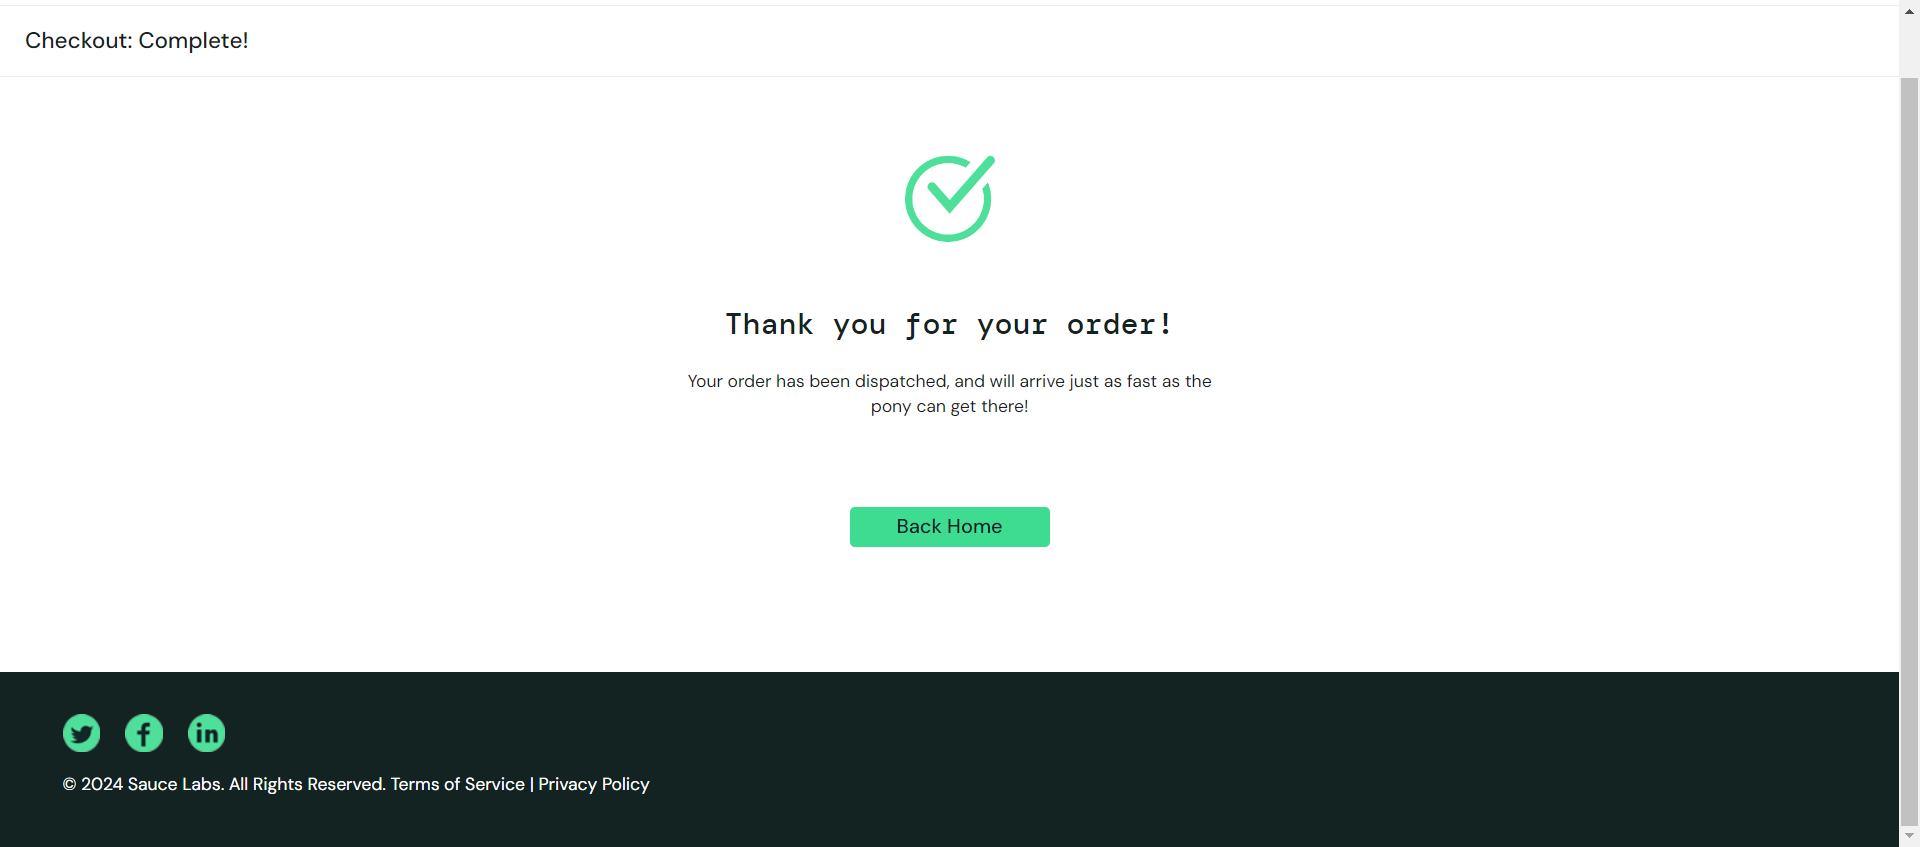 Checkout: Complete!
Thank you for your order!
Your order has been dispatched, and will arrive just as fast as the
pony can get there!
Back Home
© 2024 Sauce Labs. All Rights Reserved. Terms of Service | Privacy Policy